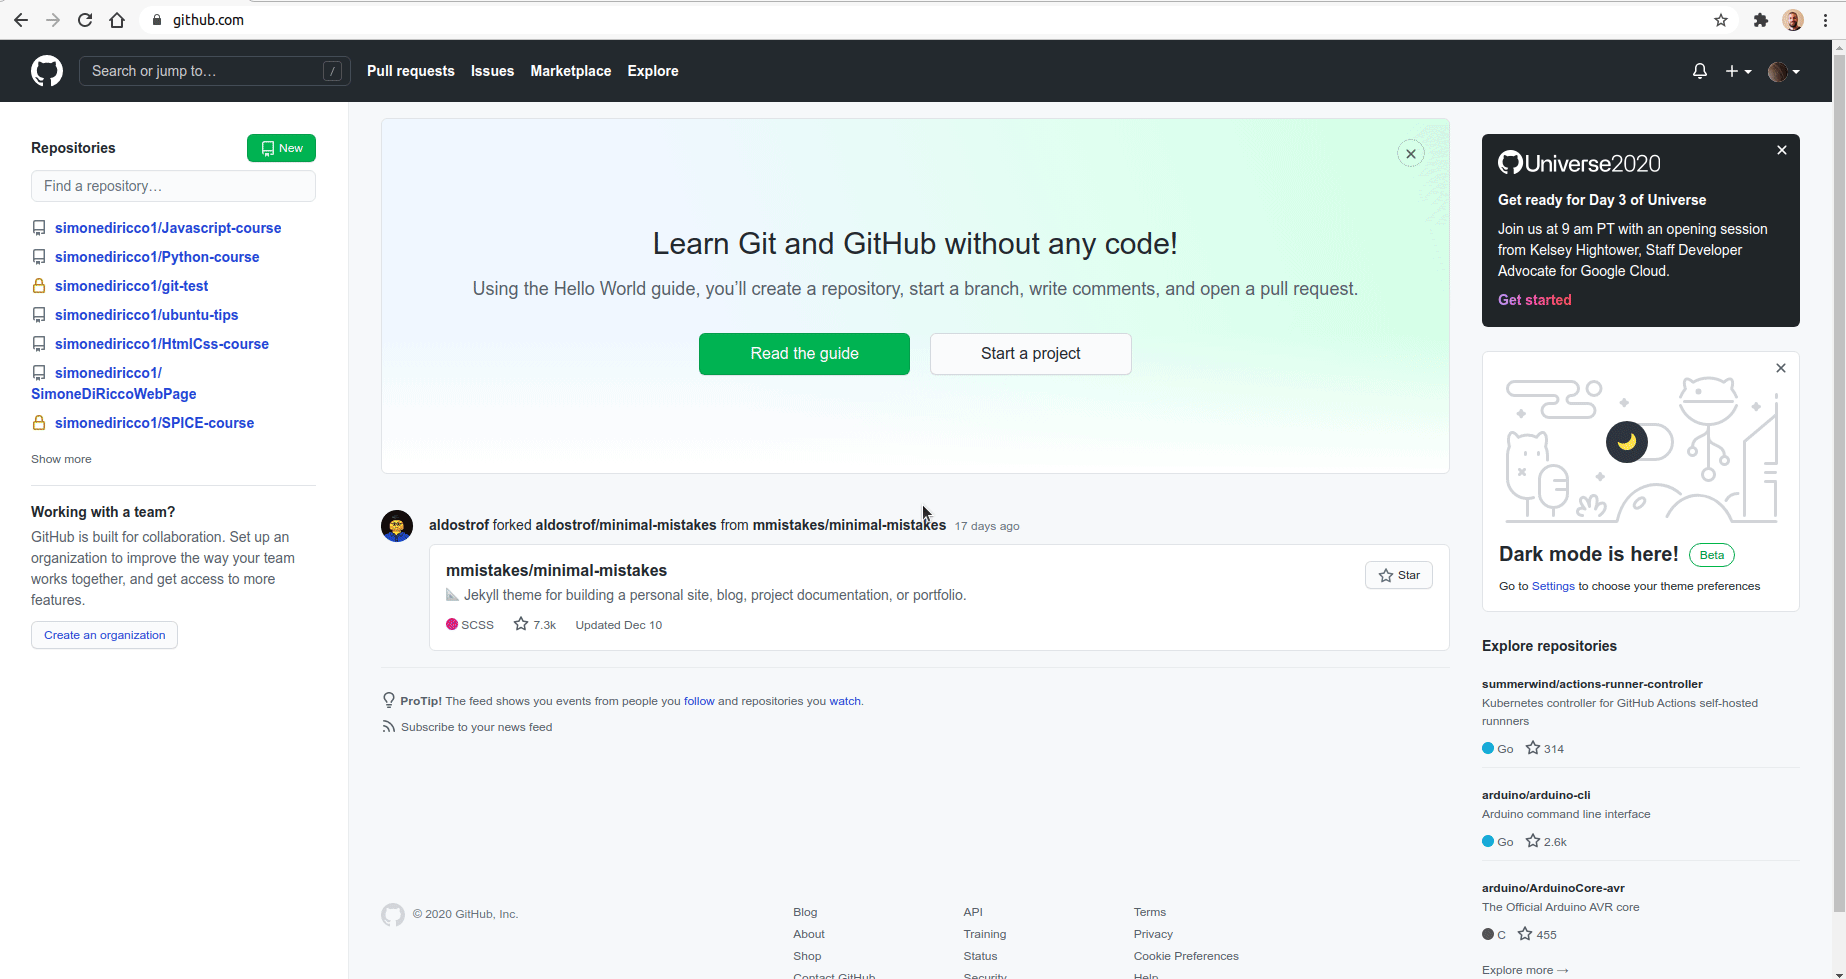 github.com
Search or jump to…
/
Pull requests
Issues
Marketplace
Explore
Repositories
New
Find a repository…
simonediricco1/Javascript-course
simonediricco1/Python-course
simonediricco1/git-test
simonediricco1/ubuntu-tips
simonediricco1/HtmlCss-course
simonediricco1/
SimoneDiRiccoWebPage
simonediricco1/SPICE-course
Show more
Working with a team?
GitHub is built for collaboration. Set up an
organization to improve the way your team
works together, and get access to more
features.
Create an organization
Learn Git and GitHub without any code!
Using the Hello World guide, you’ll create a repository, start a branch, write comments, and open a pull request.
Read the guide
Start a project
aldostrof forked aldostrof/minimal-mistakes from mmistakes/minimal-mistakes 17 days ago
mmistakes/minimal-mistakes
Star
Jekyll theme for building a personal site, blog, project documentation, or portfolio.
SCSS 7.3k Updated Dec 10
ProTip! The feed shows you events from people you follow and repositories you watch.
Subscribe to your news feed
Universe2020
Get ready for Day 3 of Universe
Join us at 9 am PT with an opening session
from Kelsey Hightower, Staff Developer
Advocate for Google Cloud.
Get started
Dark mode is here! Beta
Go to Settings to choose your theme preferences
Explore repositories
summerwind/actions-runner-controller
Kubernetes controller for GitHub Actions self-hosted
runnners
Go 314
arduino/arduino-cli
Arduino command line interface
Go 2.6k
arduino/ArduinoCore-avr
The Official Arduino AVR core
C 455
Explore more →
© 2020 GitHub, Inc.
Blog
About
Shop
Contact GitHub
API
Training
Status
Security
Terms
Privacy
Cookie Preferences
Help